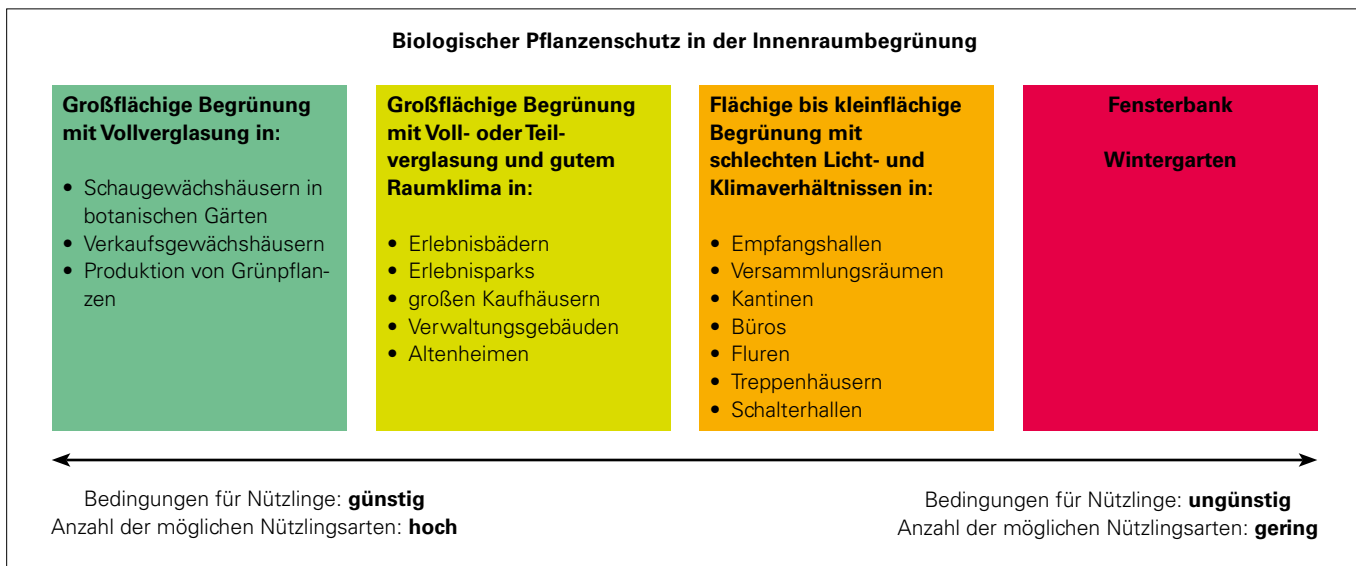 Biologischer Pflanzenschutz in der Innenraumbegrünung
Großflächige Begrünung
mit Vollverglasung in:
• Schaugewächshäusern in
botanischen Gärten
• Verkaufsgewächshäusern
• Produktion von Grünpflan-
zen
Großflächige Begrünung
mit Voll- oder Teil-
verglasung und gutem
Raumklima in:
• Erlebnisbädern
• Erlebnisparks
• großen Kaufhäusern
• Verwaltungsgebäuden
• Altenheimen
Flächige bis kleinflächige
Begrünung mit
schlechten Licht- und
Klimaverhältnissen in:
• Empfangshallen
• Versammlungsräumen
• Kantinen
• Büros
• Fluren
• Treppenhäusern
• Schalterhallen
Fensterbank
Wintergarten
Bedingungen für Nützlinge: günstig
Anzahl der möglichen Nützlingsarten: hoch
Bedingungen für Nützlinge: ungünstig
Anzahl der möglichen Nützlingsarten: gering